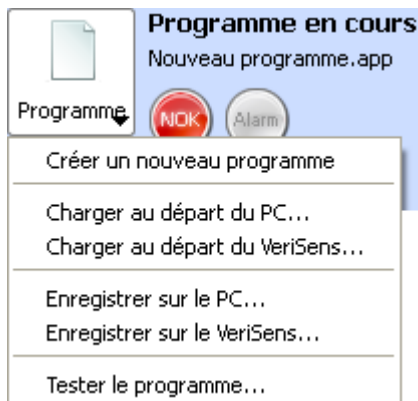 Programme en cours
Nouveau programme.app
Programme
NOK
Alarm
Créer un nouveau programme
Charger au départ du PC...
Charger au départ du VeriSens...
Enregistrer sur le PC...
Enregistrer sur le VeriSens...
Tester le programme...